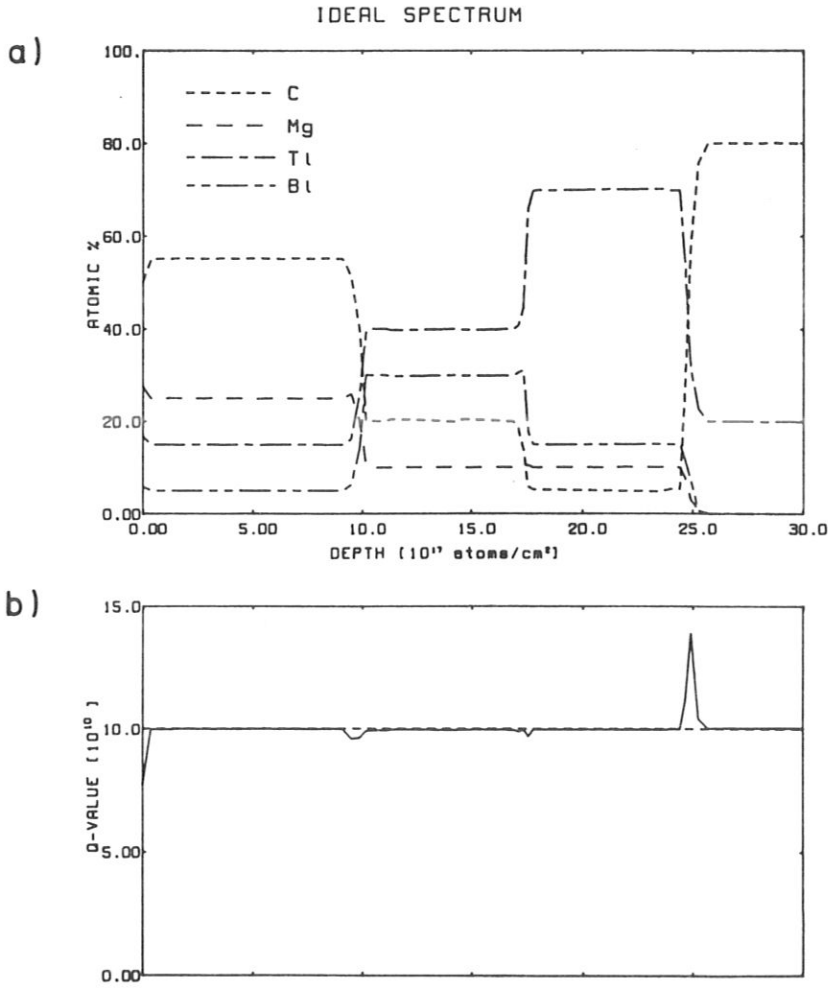 IDEAL SPECTRUM
a)
100.
80.0
60.0
40.0
20.0
0.00
ATOMIC %
C
Mg
Ti
Bi
0.00 5.00 10.0 15.0 20.0 25.0 30.0
DEPTH [10¹⁷ atoms/cm²]
b)
15.0
10.0
5.00
0.00
Q-VALUE [10¹⁰]